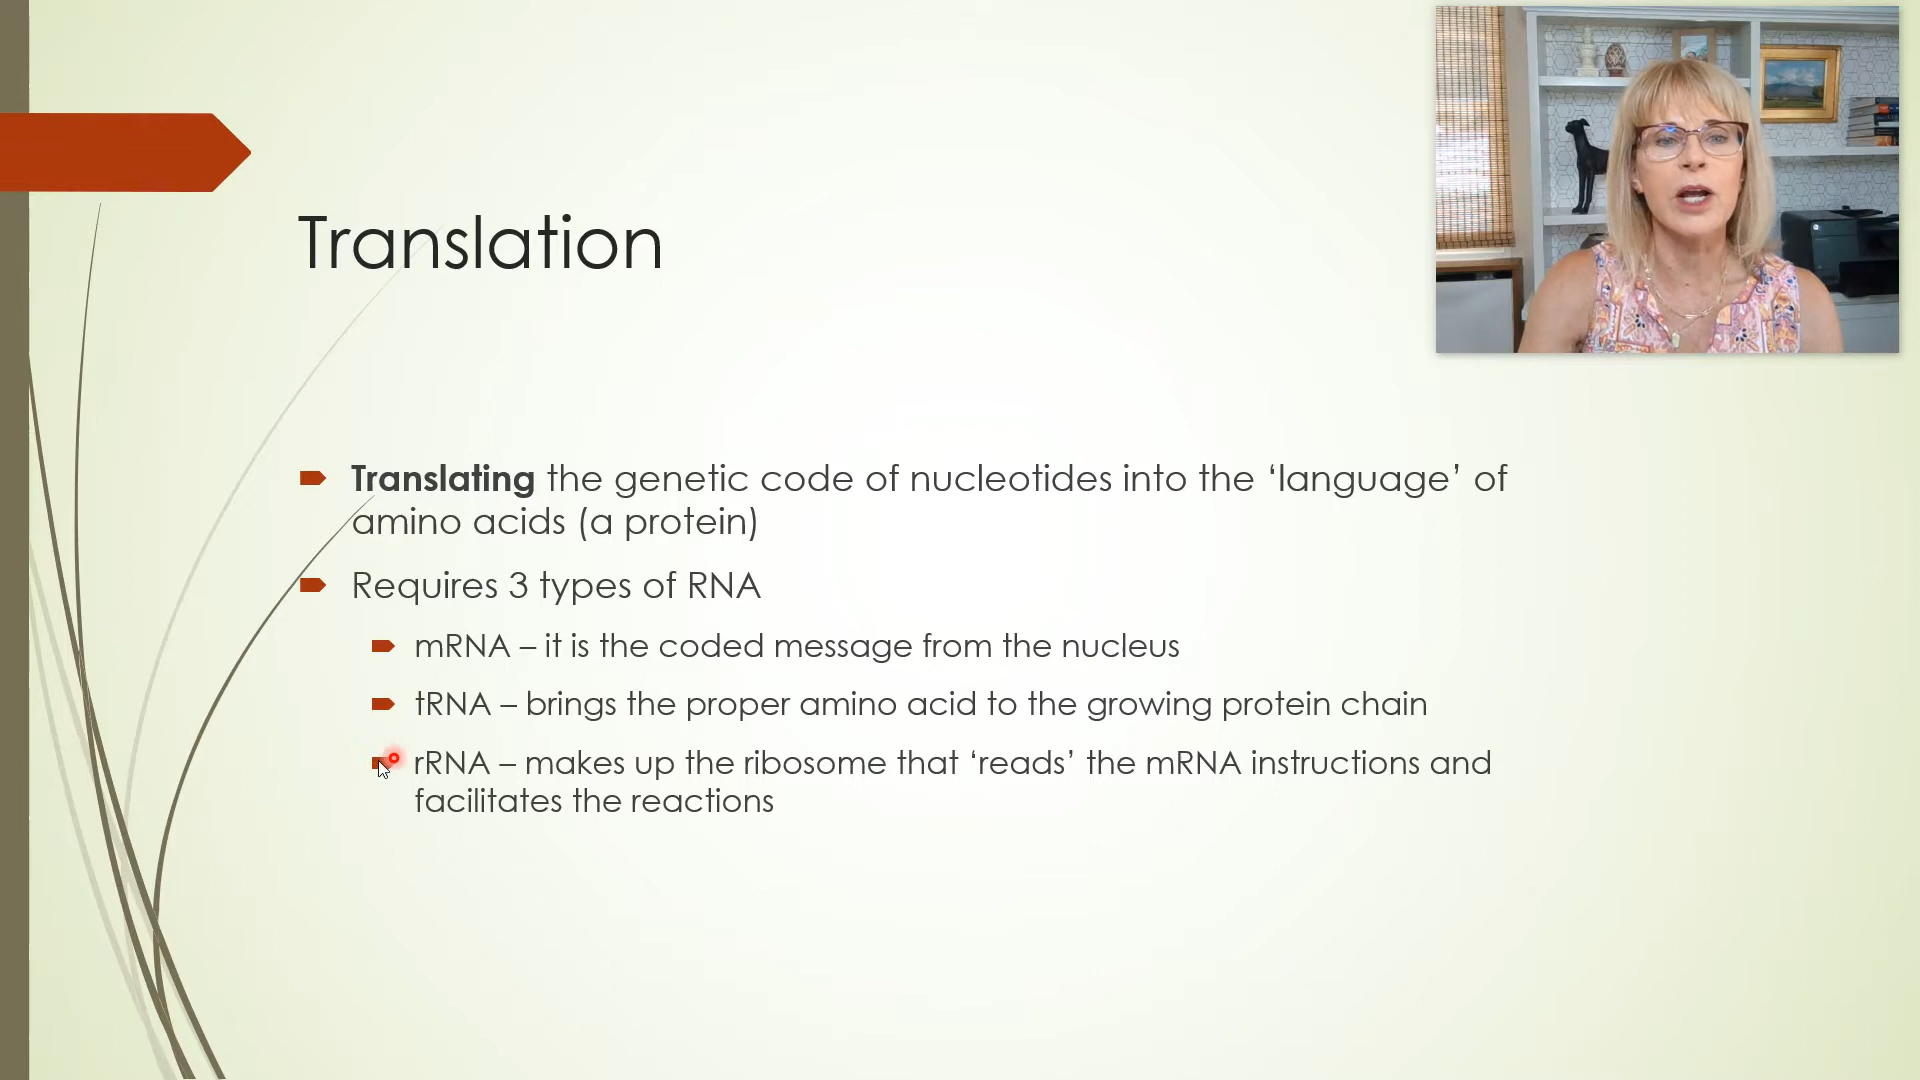 Translation
Translating the genetic code of nucleotides into the ‘language’ of
amino acids (a protein)
Requires 3 types of RNA
mRNA – it is the coded message from the nucleus
tRNA – brings the proper amino acid to the growing protein chain
rRNA – makes up the ribosome that ‘reads’ the mRNA instructions and
facilitates the reactions